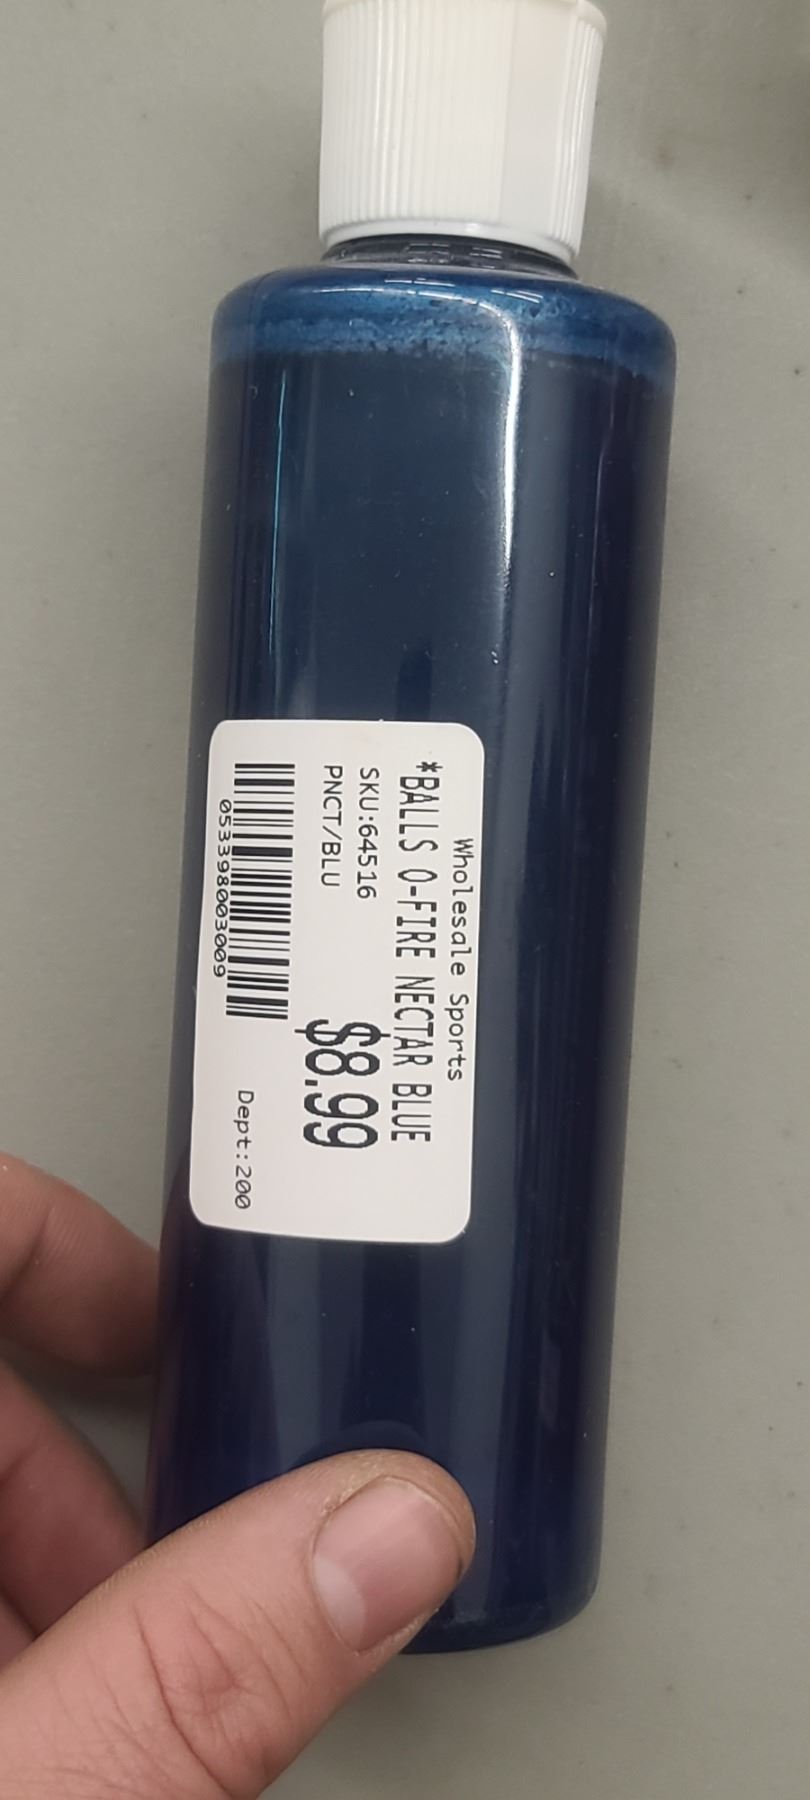 Wholesale Sports
*BALLS O-FIRE NECTAR BLUE
SKU:64516
PNCT/BLU
$8.99
053398003009
Dept:200